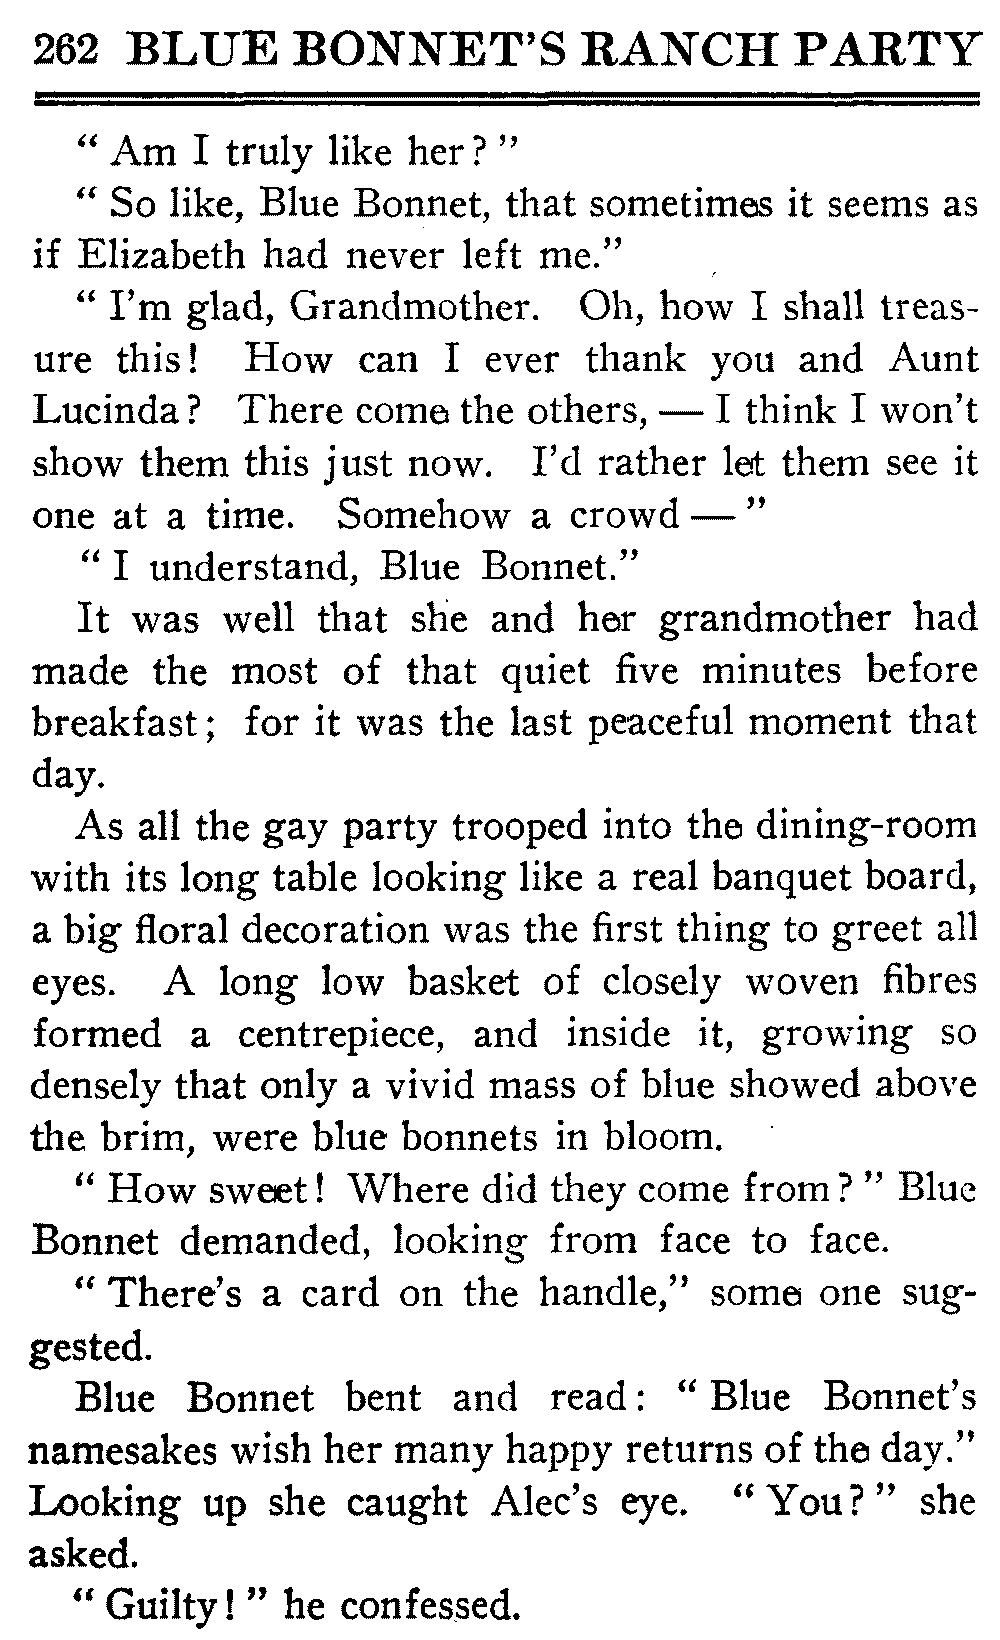 262 BLUE BONNET'S RANCH PARTY
“ Am I truly like her? ”
“ So like, Blue Bonnet, that sometimes it seems as
if Elizabeth had never left me.”
“ I'm glad, Grandmother. Oh, how I shall treas-
ure this! How can I ever thank you and Aunt
Lucinda? There come the others, — I think I won't
show them this just now. I'd rather let them see it
one at a time. Somehow a crowd — ”
“ I understand, Blue Bonnet.”
It was well that she and her grandmother had
made the most of that quiet five minutes before
breakfast; for it was the last peaceful moment that
day.
As all the gay party trooped into the dining-room
with its long table looking like a real banquet board,
a big floral decoration was the first thing to greet all
eyes. A long low basket of closely woven fibres
formed a centrepiece, and inside it, growing so
densely that only a vivid mass of blue showed above
the brim, were blue bonnets in bloom.
“ How sweet! Where did they come from? ” Blue
Bonnet demanded, looking from face to face.
“ There's a card on the handle,” some one sug-
gested.
Blue Bonnet bent and read: “ Blue Bonnet's
namesakes wish her many happy returns of the day.”
Looking up she caught Alec's eye. “ You? ” she
asked.
“ Guilty! ” he confessed.